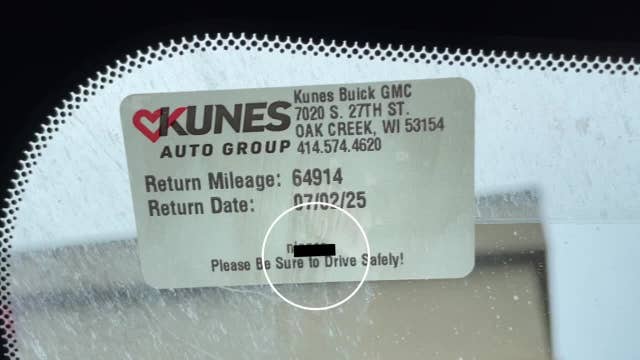 KUNES
AUTO GROUP
Kunes Buick GMC
7020 S. 27TH ST.
OAK CREEK, WI 53154
414.574.4620
Return Mileage: 64914
Return Date: 07/02/25
Please Be Sure to Drive Safely!